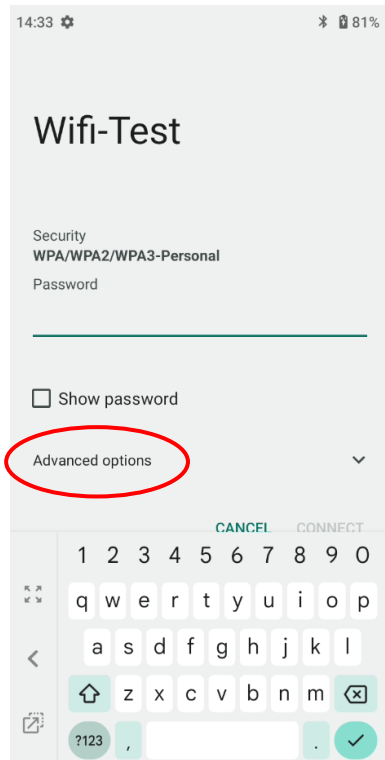 14:33 81%
Wifi-Test
Security
WPA/WPA2/WPA3-Personal
Password
Show password
Advanced options
CANCEL CONNECT
1 2 3 4 5 6 7 8 9 0
q w e r t y u i o p
a s d f g h j k l
z x c v b n m
?123 , .